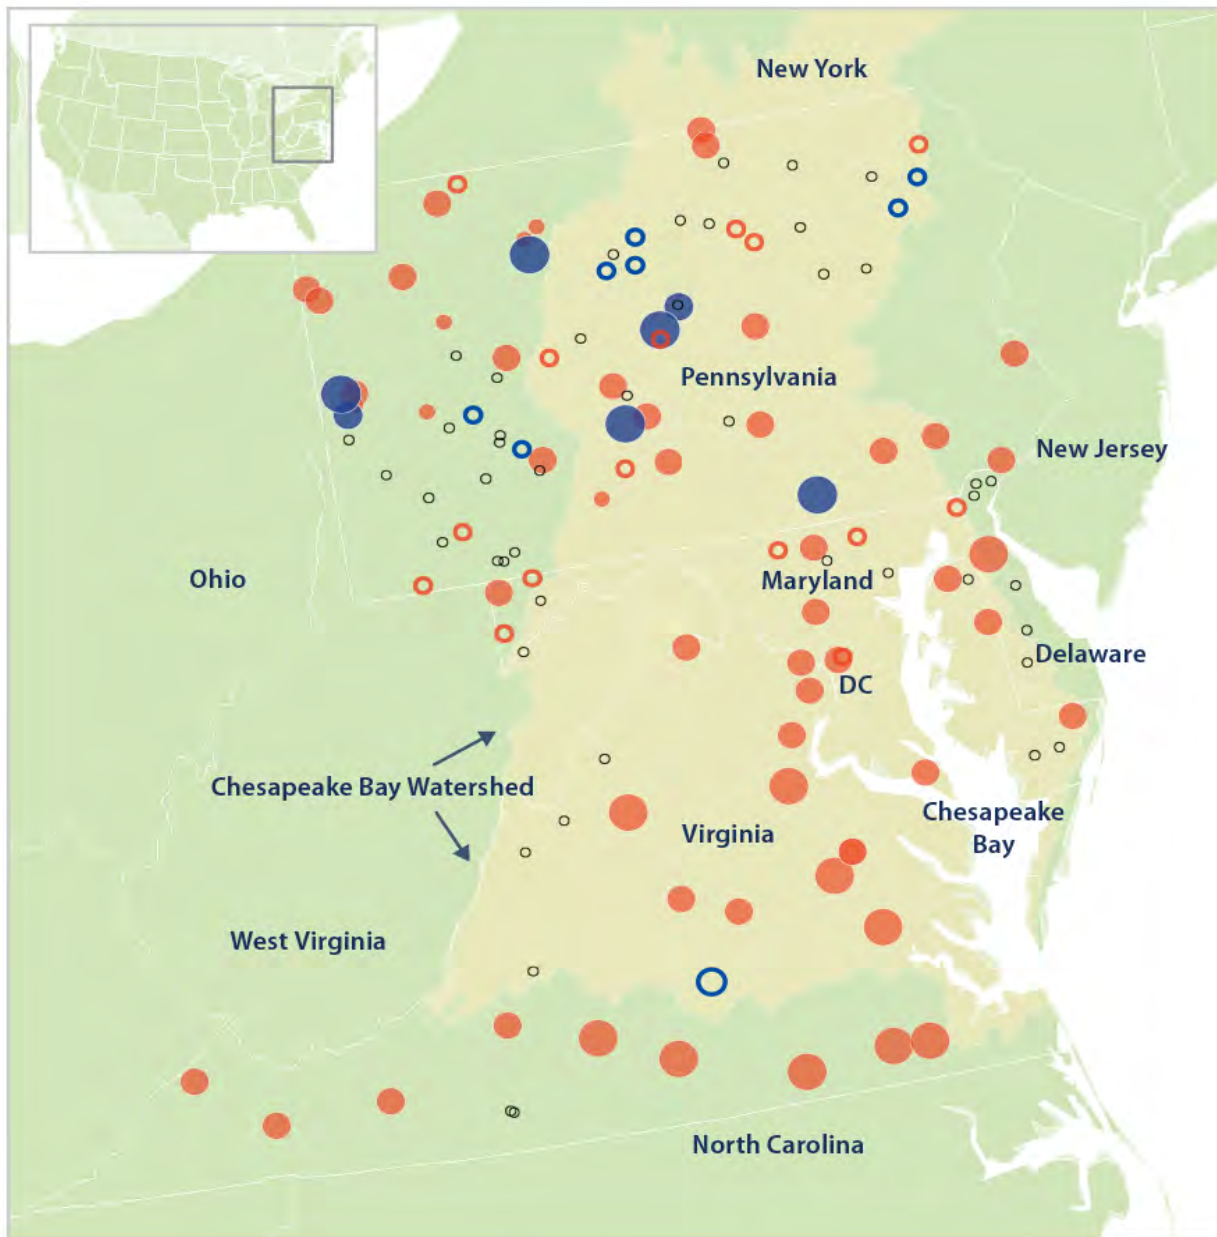 New York
Pennsylvania
New Jersey
Ohio
Maryland
Delaware
DC
Chesapeake Bay Watershed
Chesapeake
Bay
Virginia
West Virginia
North Carolina